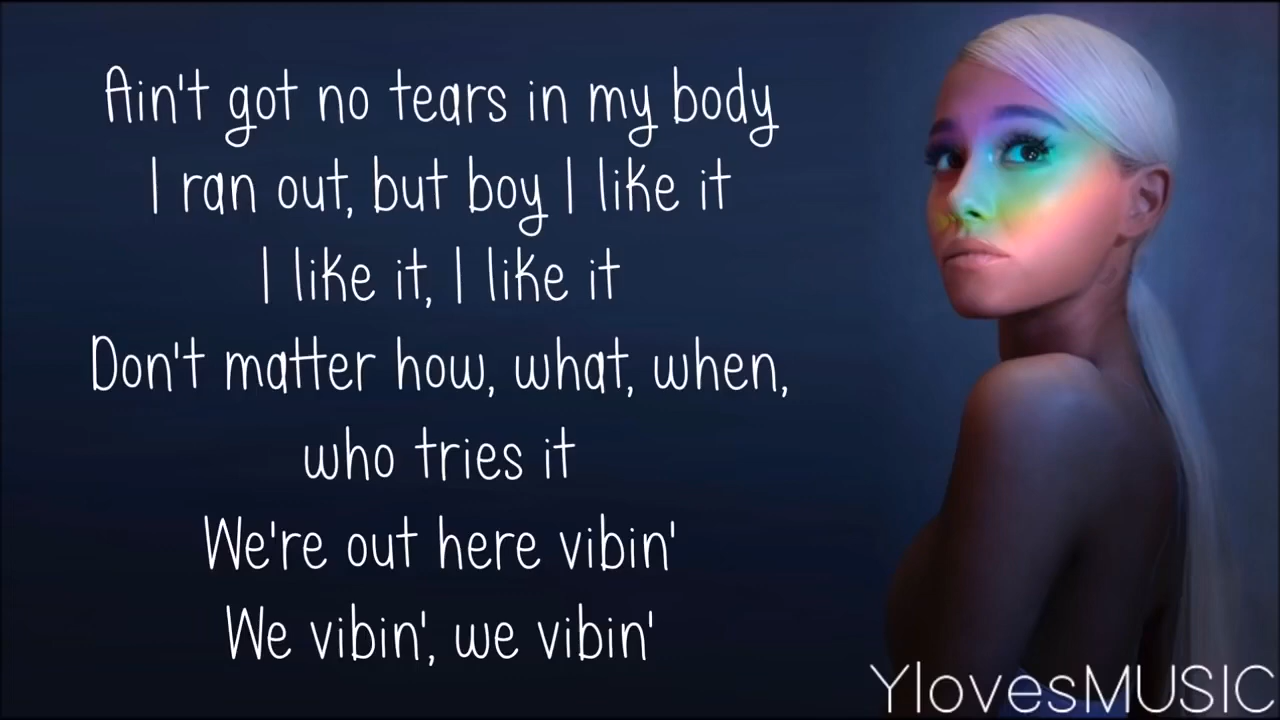 Ain't got no tears in my body
I ran out, but boy I like it
I like it, I like it
Don't matter how, what, when,
who tries it
We're out here vibin'
We vibin', we vibin'
YlovesMUSIC